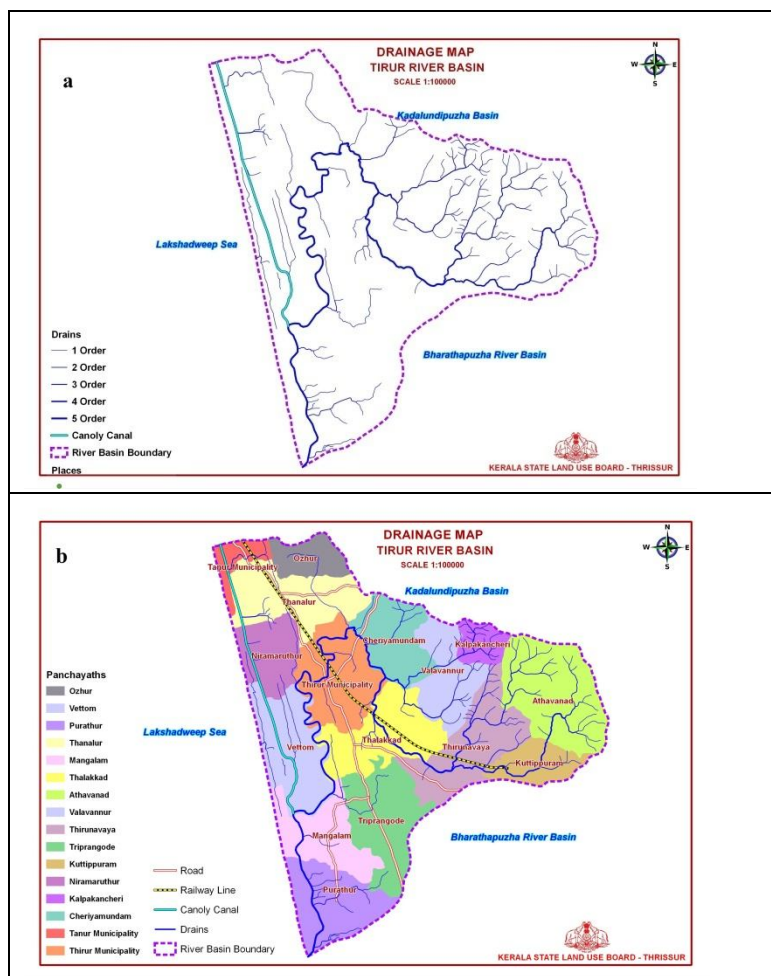 a
DRAINAGE MAP
TIRUR RIVER BASIN
SCALE 1:100000
N
W
E
S
Kadalundipuzha Basin
Lakshadweep Sea
Bharathapuzha River Basin
Drains
1 Order
2 Order
3 Order
4 Order
5 Order
Canoly Canal
River Basin Boundary
Places
KERALA STATE LAND USE BOARD - THRISSUR
b
DRAINAGE MAP
TIRUR RIVER BASIN
SCALE 1:100000
N
W
E
S
Ozhur
Tanur Municipality
Kadalundipuzha Basin
Thanalur
Cheriyamundam
Kalpakancheri
Niramaruthur
Valavannur
Thirur Municipality
Athavanad
Lakshadweep Sea
Vettom
Thalakkad
Thirunavaya
Kuttippuram
Triprangode
Mangalam
Bharathapuzha River Basin
Purathur
Panchayaths
Ozhur
Vettom
Purathur
Thanalur
Mangalam
Thalakkad
Athavanad
Valavannur
Thirunavaya
Triprangode
Kuttippuram
Niramaruthur
Kalpakancheri
Cheriyamundam
Tanur Municipality
Thirur Municipality
Road
Railway Line
Canoly Canal
Drains
River Basin Boundary
KERALA STATE LAND USE BOARD - THRISSUR